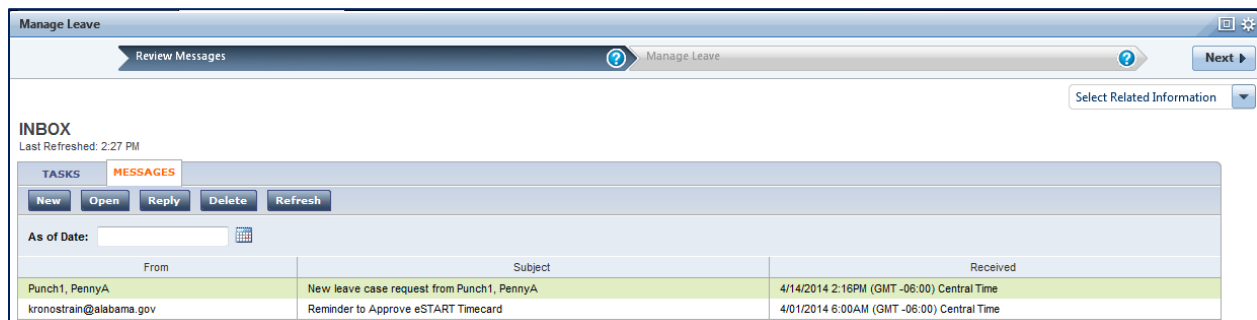 Manage Leave
Review Messages ? Manage Leave ? Next
Select Related Information
INBOX
Last Refreshed: 2:27 PM
TASKS MESSAGES
New Open Reply Delete Refresh
As of Date:
From Subject Received
Punch1, PennyA New leave case request from Punch1, PennyA 4/14/2014 2:16PM (GMT -06:00) Central Time
kronostrain@alabama.gov Reminder to Approve eSTART Timecard 4/01/2014 6:00AM (GMT -06:00) Central Time